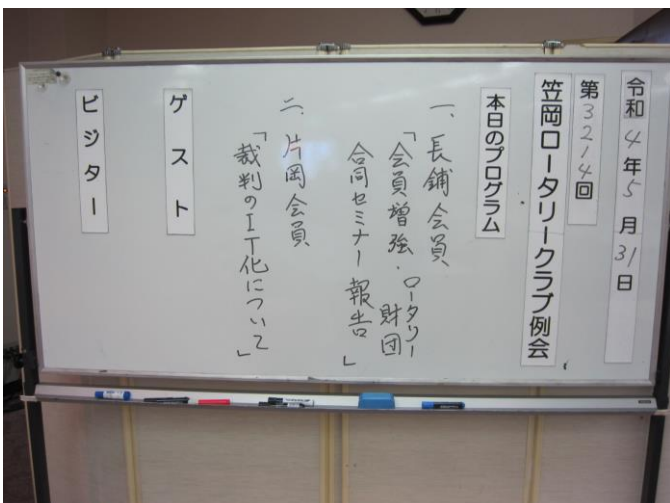 令和4年5月31日
第3214回
笠岡ロータリークラブ例会
本日のプログラム
一、長鋪会員
「会員増強・ロータリー財団
合同セミナー報告」
二、片岡会員
「裁判のIT化について」
ゲスト
ビジター